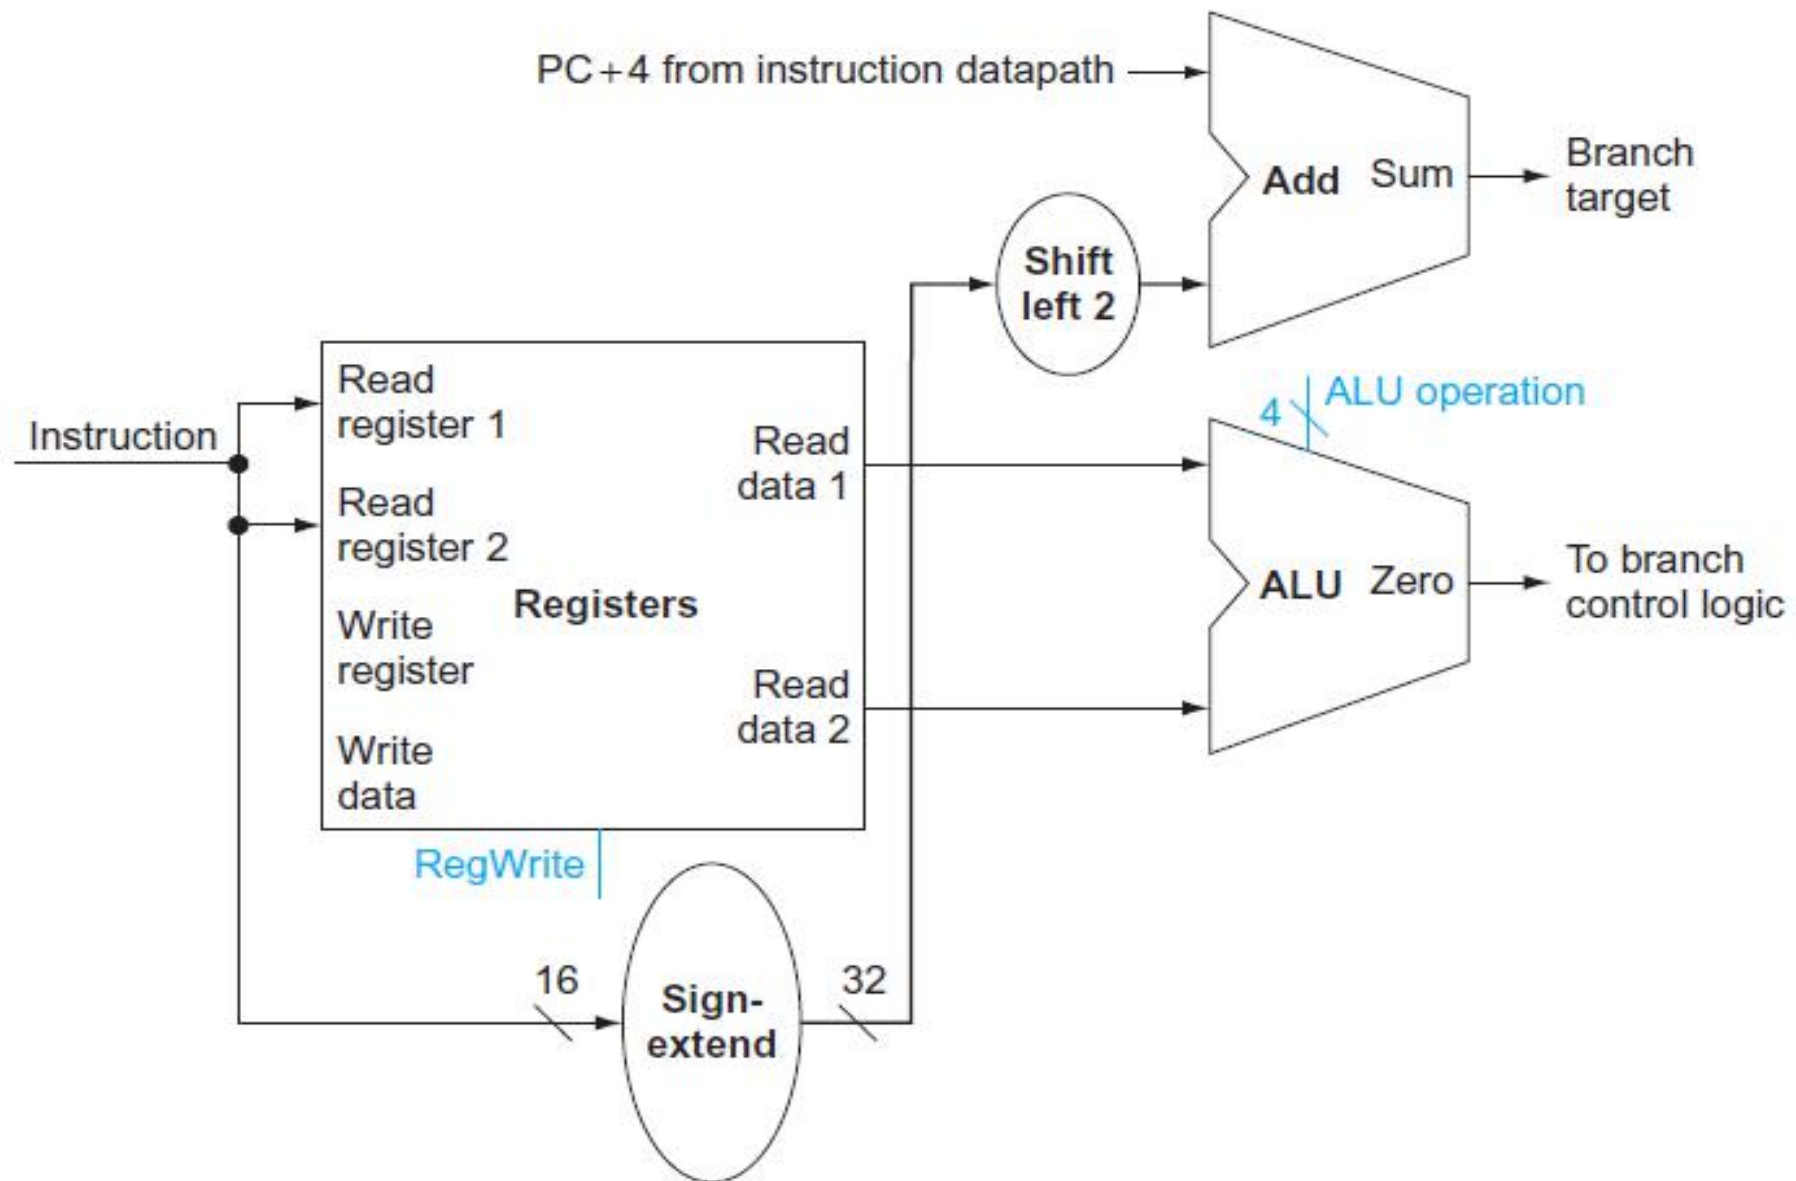 PC+4 from instruction datapath
Add Sum
Branch
target
Shift
left 2
ALU operation
4
Instruction
Read
register 1
Read
data 1
Read
register 2
Registers
ALU Zero
To branch
control logic
Write
register
Read
data 2
Write
data
RegWrite
16
Sign-
extend
32